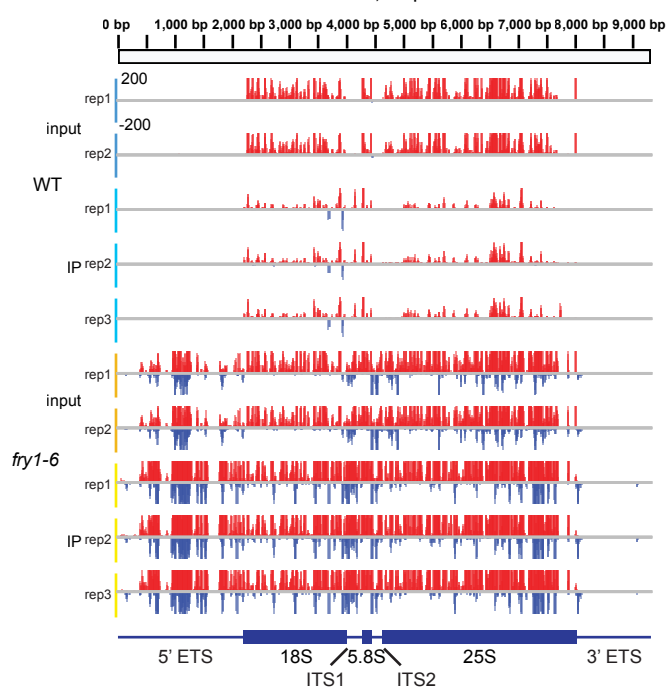 0 bp 1,000 bp 2,000 bp 3,000 bp 4,000 bp 5,000 bp 6,000 bp 7,000 bp 8,000 bp 9,000 bp
200
rep1
input
-200
rep2
WT
rep1
IP rep2
rep3
rep1
input
rep2
fry1-6
rep1
IP rep2
rep3
5’ ETS 18S 5.8S 25S 3’ ETS
ITS1 ITS2